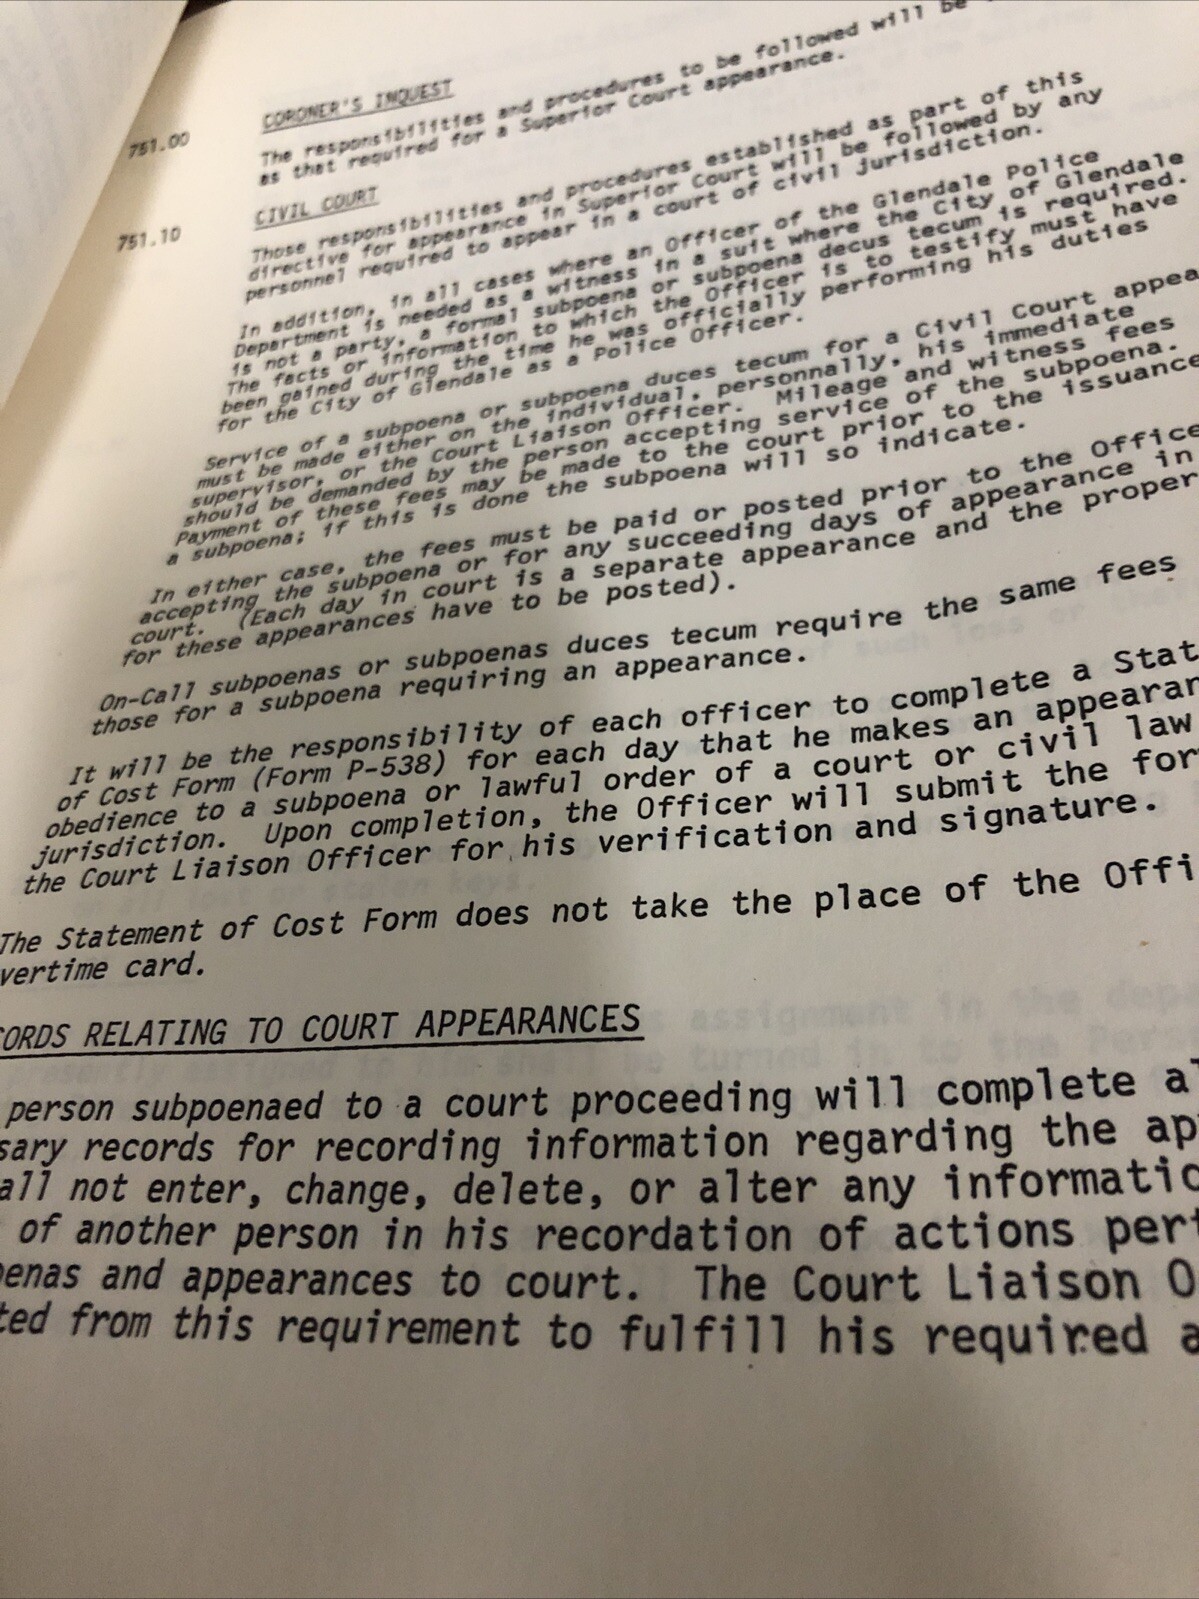 CORONER'S INQUEST
751.00
The responsibilities and procedures to be followed will be
as that required for a Superior Court appearance.
CIVIL COURT
751.10
Those responsibilities and procedures established as part of this
directive for appearance in Superior Court will be followed by any
personnel required to appear in a court of civil jurisdiction.
In addition, in all cases where an Officer of the Glendale Police
Department is needed as a witness in a suit where the City of Glendale
is not a party, a formal subpoena or subpoena decus tecum is required.
The facts or information to which the Officer is to testify must have
been gained during the time he was officially performing his duties
for the City of Glendale as a Police Officer.
Service of a subpoena or subpoena duces tecum for a Civil Court appea
must be made either on the individual, personnally, his immediate
supervisor, or the Court Liaison Officer. Mileage and witness fees
should be demanded by the person accepting service of the subpoena.
Payment of these fees may be made to the court prior to the issuance
a subpoena; if this is done the subpoena will so indicate.
In either case, the fees must be paid or posted prior to the Office
accepting the subpoena or for any succeeding days of appearance in
court. (Each day in court is a separate appearance and the proper
for these appearances have to be posted).
On-Call subpoenas or subpoenas duces tecum require the same fees
those for a subpoena requiring an appearance.
It will be the responsibility of each officer to complete a Stat
of Cost Form (Form P-538) for each day that he makes an appearan
obedience to a subpoena or lawful order of a court or civil law
jurisdiction. Upon completion, the Officer will submit the for
the Court Liaison Officer for his verification and signature.
The Statement of Cost Form does not take the place of the Offi
vertime card.
CORDS RELATING TO COURT APPEARANCES
person subpoenaed to a court proceeding will complete al
sary records for recording information regarding the app
all not enter, change, delete, or alter any informatio
of another person in his recordation of actions pert
oenas and appearances to court. The Court Liaison O
ted from this requirement to fulfill his required a